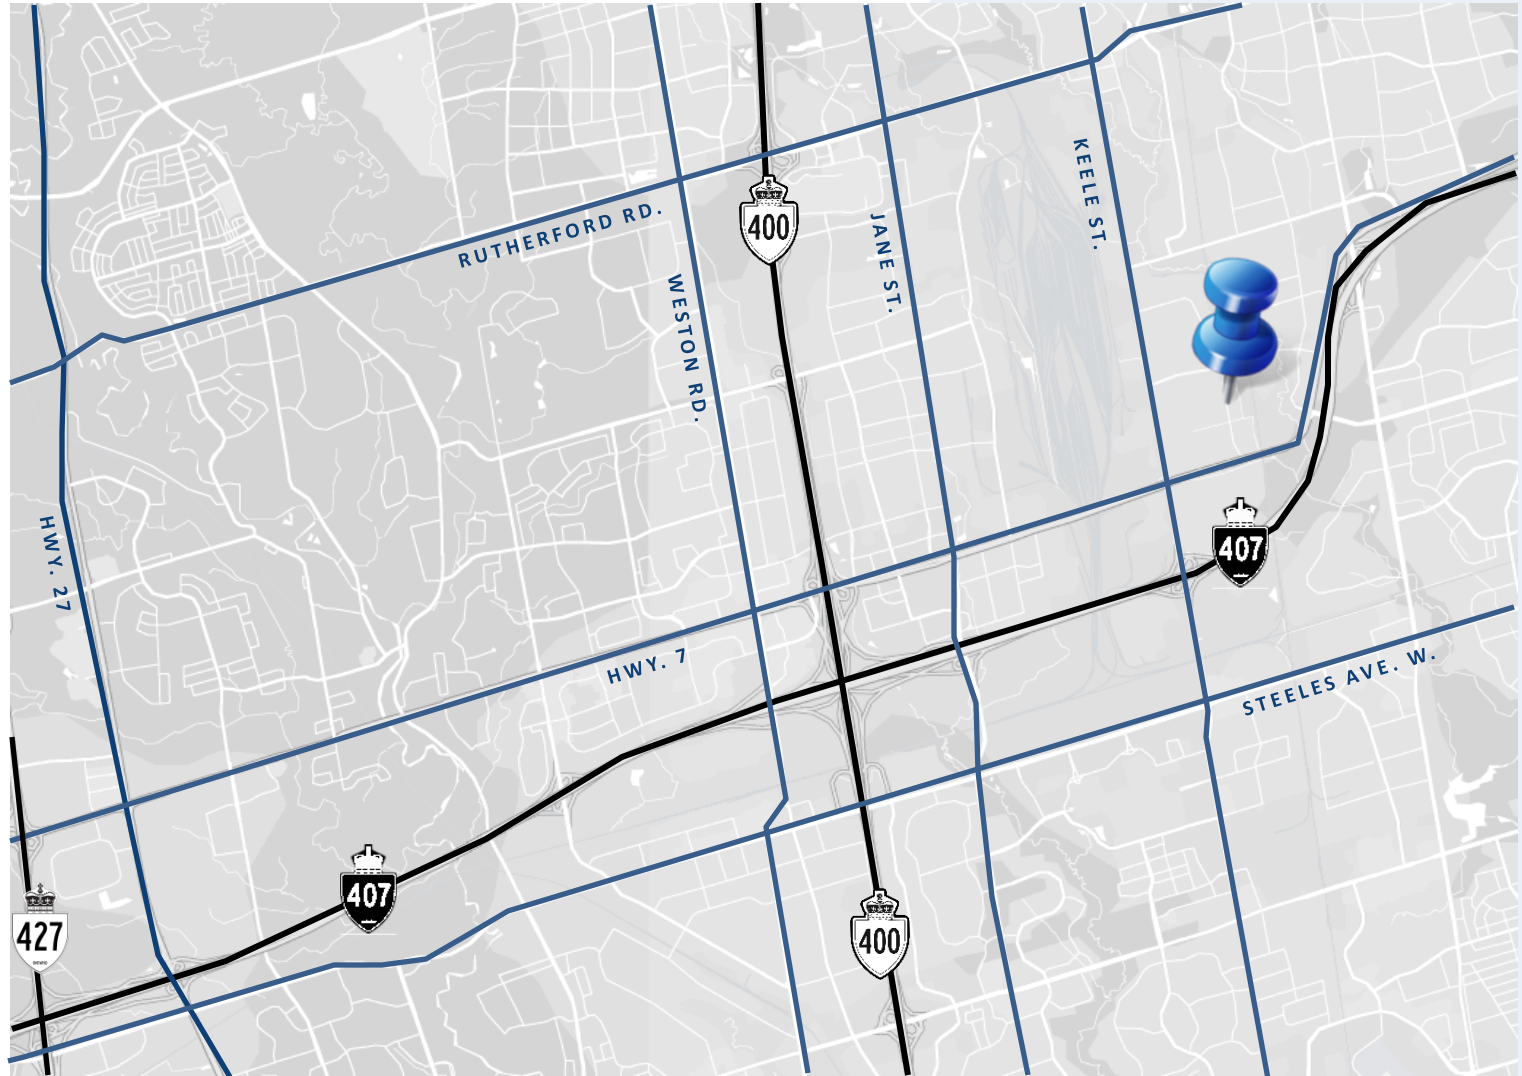 KEELE ST.
400
RUTHERFORD RD.
JANE ST.
WESTON RD.
HWY. 27
407
HWY. 7
STEELES AVE. W.
407
427
400